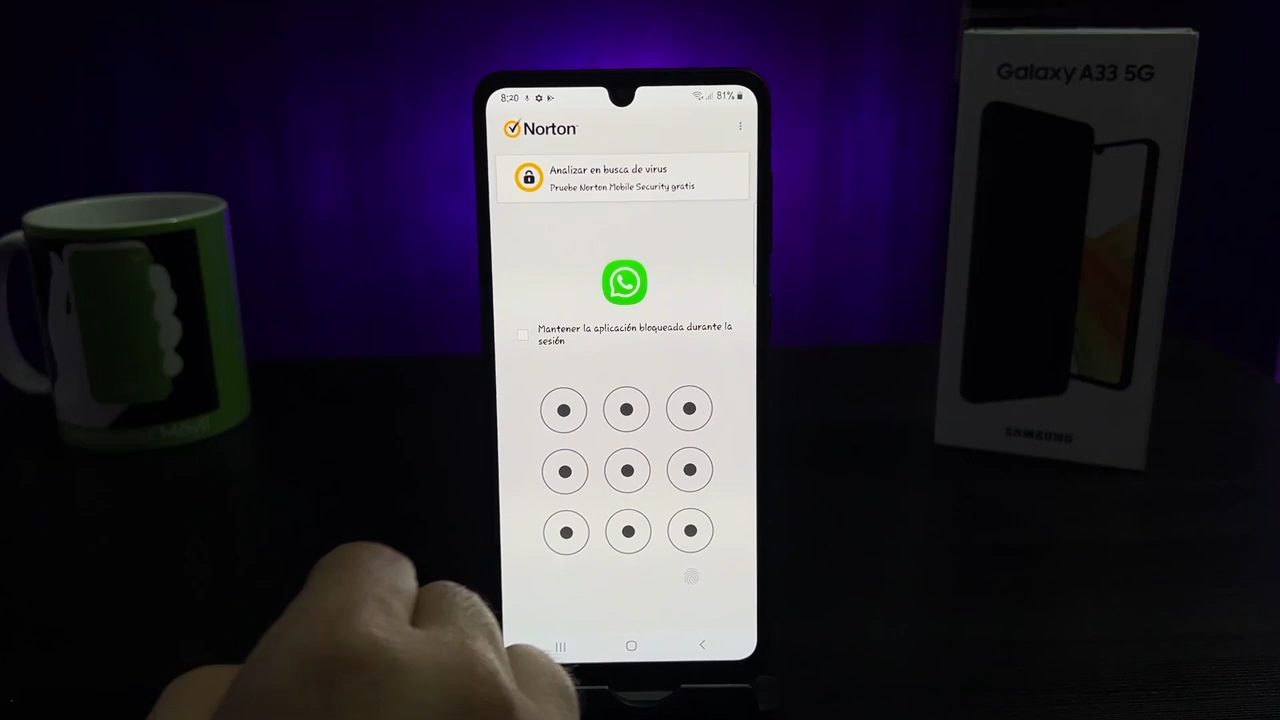 8:20
81%
Norton
Analizar en busca de virus
Pruebe Norton Mobile Security gratis
Mantener la aplicación bloqueada durante la
sesión
Galaxy A33 5G
SAMSUNG